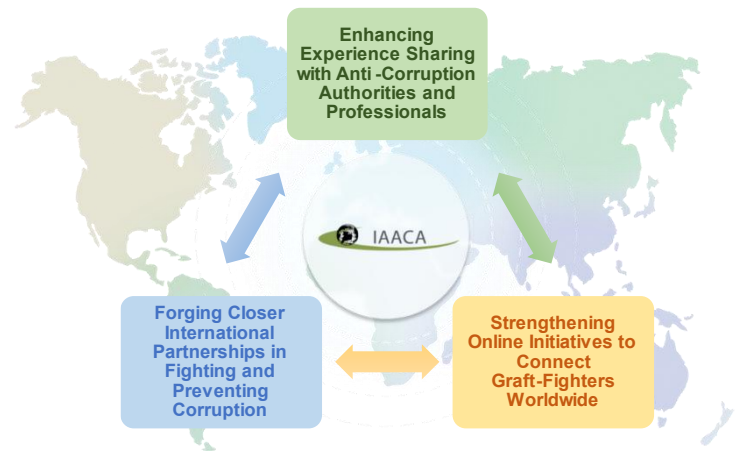 Enhancing
Experience Sharing
with Anti-Corruption
Authorities and
Professionals
IAACA
Forging Closer
International
Partnerships in
Fighting and
Preventing
Corruption
Strengthening
Online Initiatives to
Connect
Graft-Fighters
Worldwide